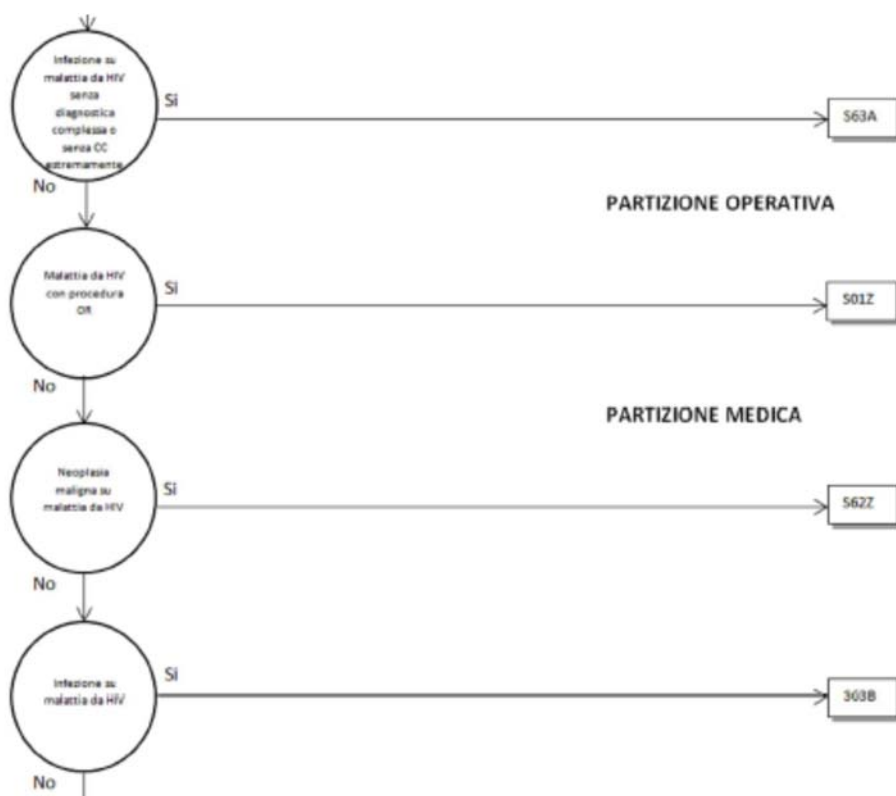 Infezione su
malattia da HIV
senza
diagnostica
complessa o
senza CC
estremamente
Si
S63A
No
PARTIZIONE OPERATIVA
Malattia da HIV
con procedura
OR
Si
S01Z
No
PARTIZIONE MEDICA
Neoplasia
maligna su
malattia da HIV
Si
S62Z
No
Infezione su
malattia da HIV
Si
303B
No